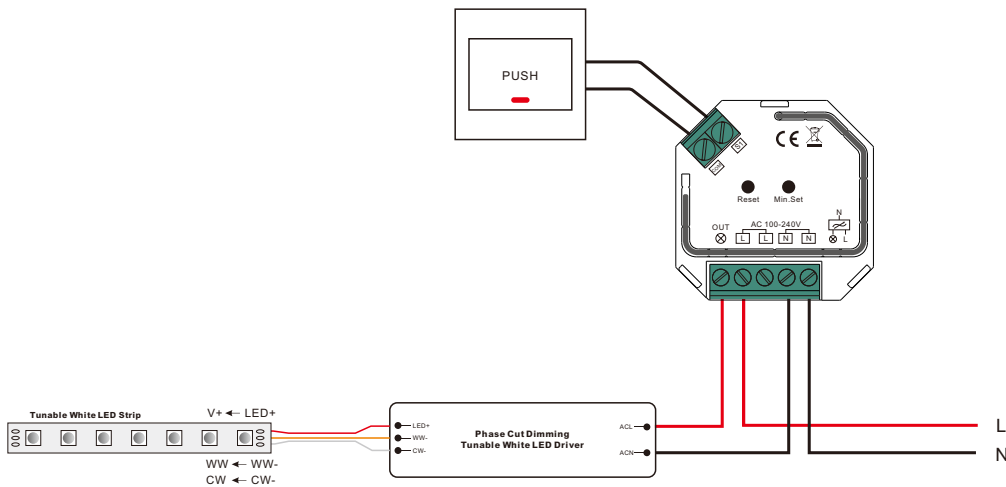 PUSH
S1
COM
CE
Reset
Min.Set
AC 100-240V
OUT
L
L
N
N
N
L
Tunable White LED Strip
V+ ← LED+
WW ← WW-
CW ← CW-
LED+
WW-
CW-
Phase Cut Dimming
Tunable White LED Driver
ACL
ACN
L
N